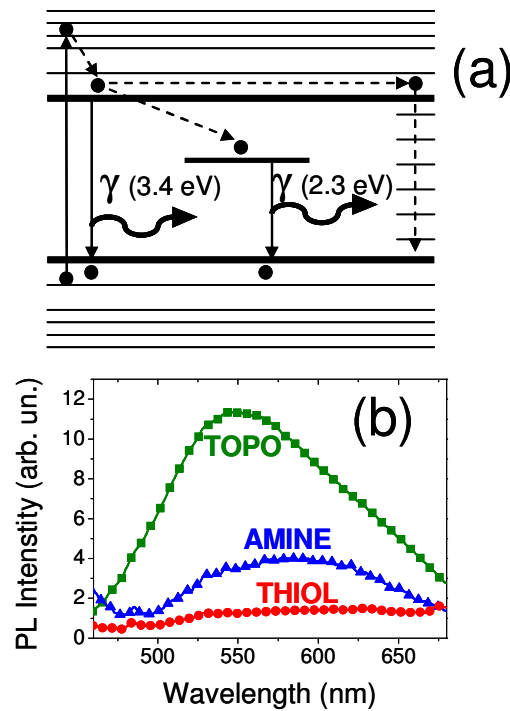 (a)
γ (3.4 eV)
γ (2.3 eV)
(b)
PL Intenstity (arb. un.)
12
10
8
6
4
2
0
TOPO
AMINE
THIOL
500
550
600
650
Wavelength (nm)